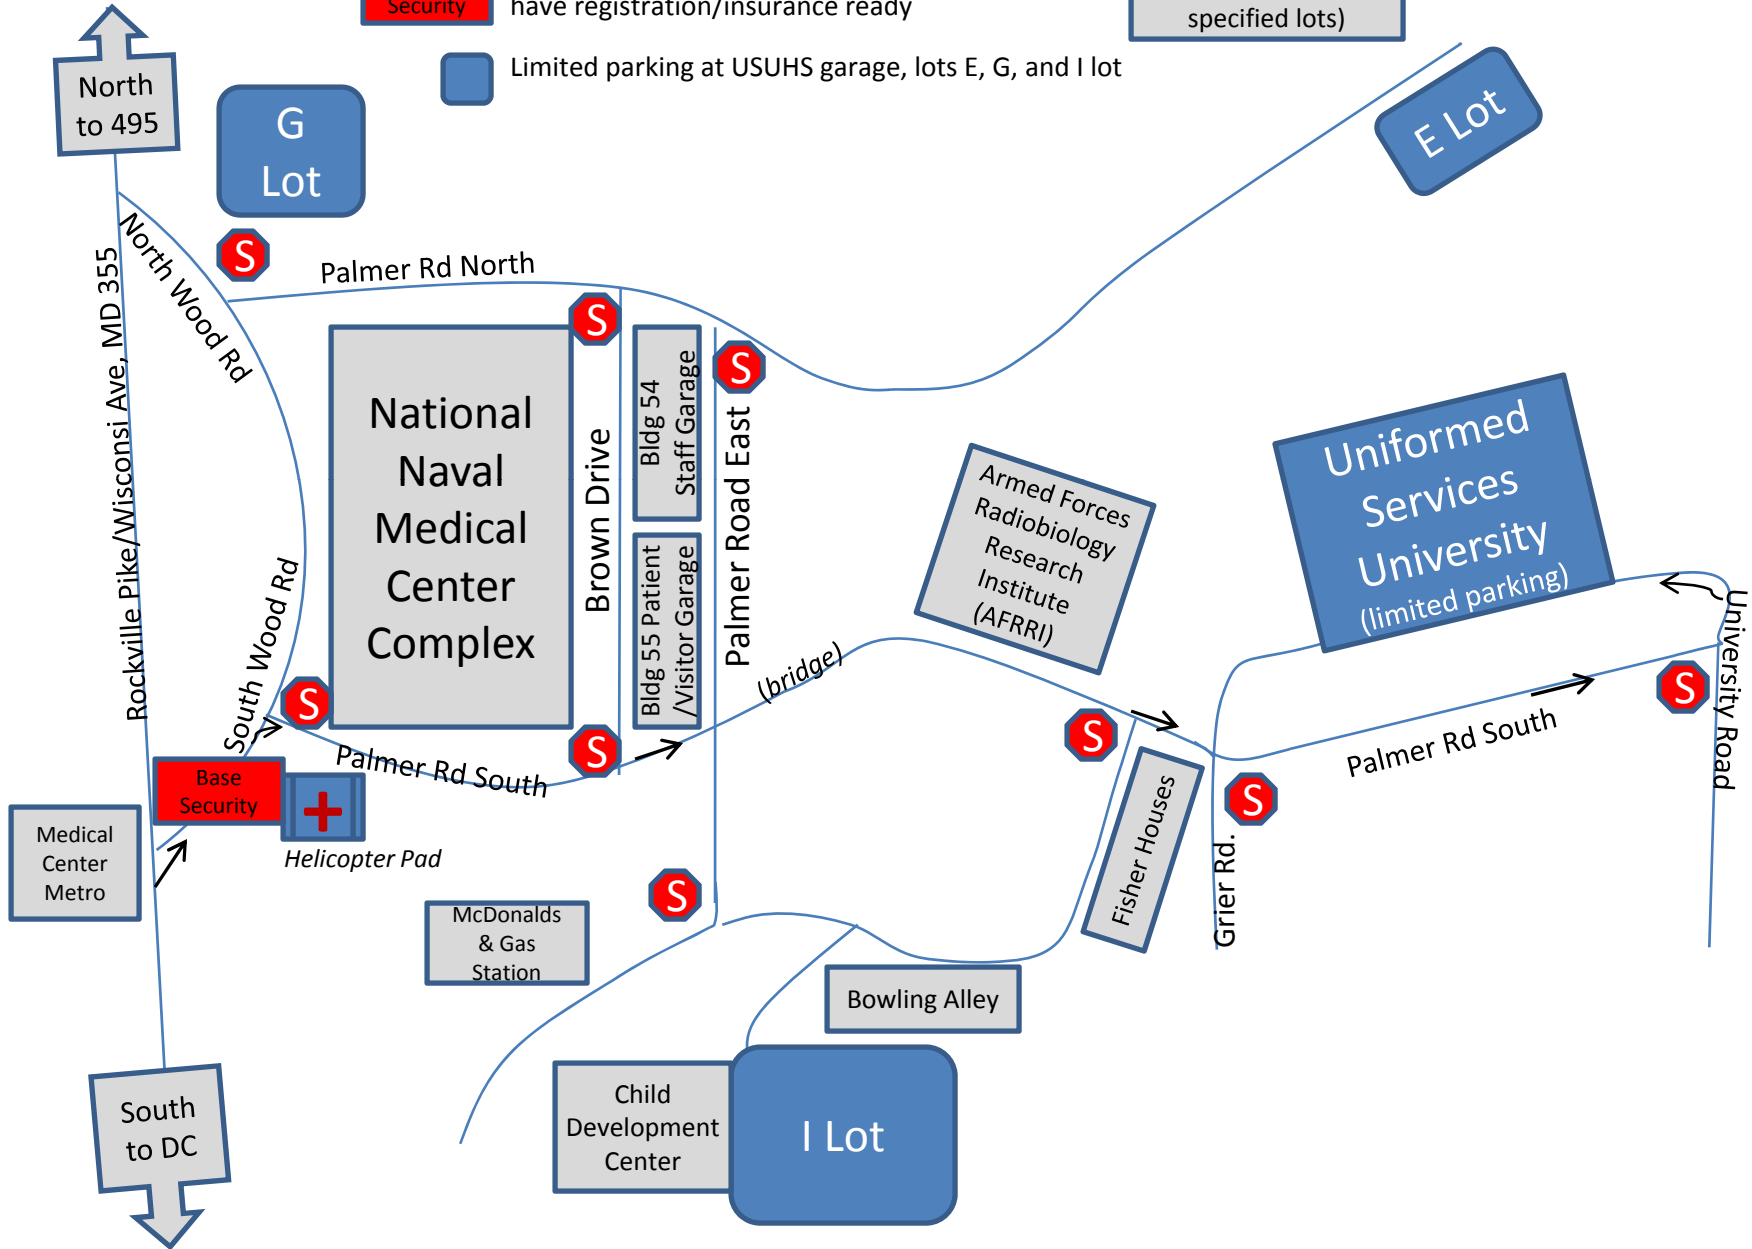 Security
have registration/insurance ready
specified lots)
Limited parking at USUHS garage, lots E, G, and I lot
North
to 495
G
Lot
E Lot
S
North Wood Rd
Palmer Rd North
Rockville Pike/Wisconsi Ave, MD 355
S
S
National
Naval
Medical
Center
Complex
Brown Drive
Bldg 54
Staff Garage
Palmer Road East
Bldg 55 Patient
/Visitor Garage
Armed Forces
Radiobiology
Research
Institute
(AFRRI)
Uniformed
Services
University
(limited parking)
University Road
South Wood Rd
S
(bridge)
S
S
S
Palmer Rd South
Palmer Rd South
Base
Security
Helicopter Pad
Medical
Center
Metro
Fisher Houses
S
Grier Rd.
S
McDonalds
& Gas
Station
Bowling Alley
Child
Development
Center
I Lot
South
to DC